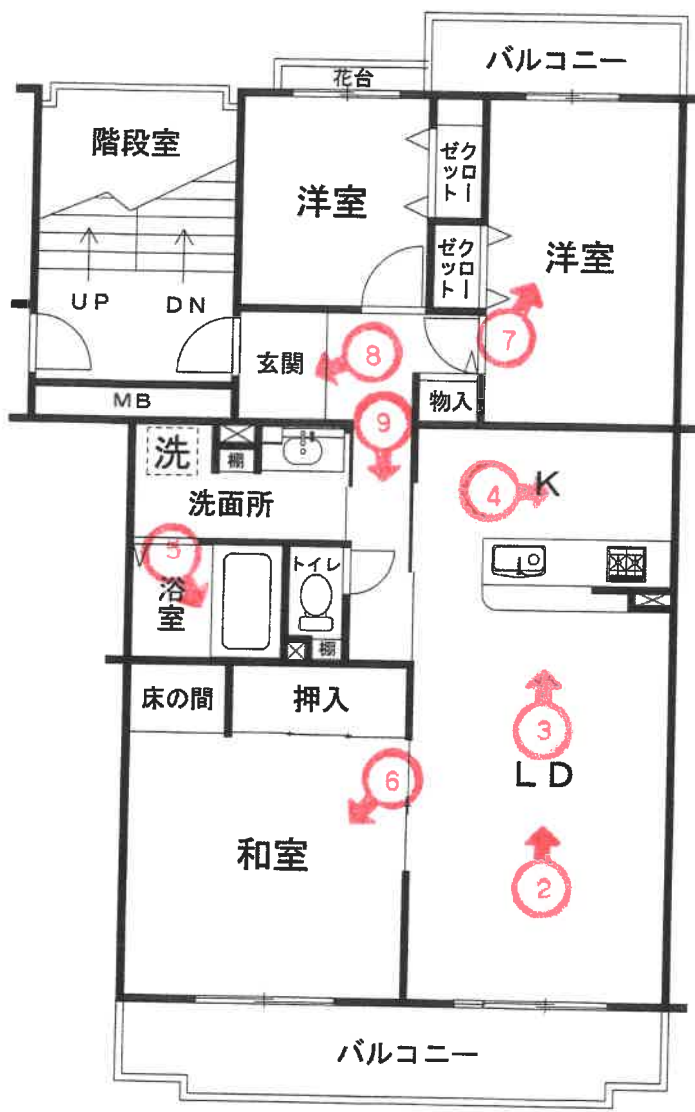 バルコニー
花台
階段室
洋室
クローゼット
クローゼット
洋室
UP
DN
7
玄関
8
MB
物入
9
洗
棚
洗面所
4
K
5
浴室
トイレ
棚
床の間
押入
3
LD
6
和室
2
バルコニー